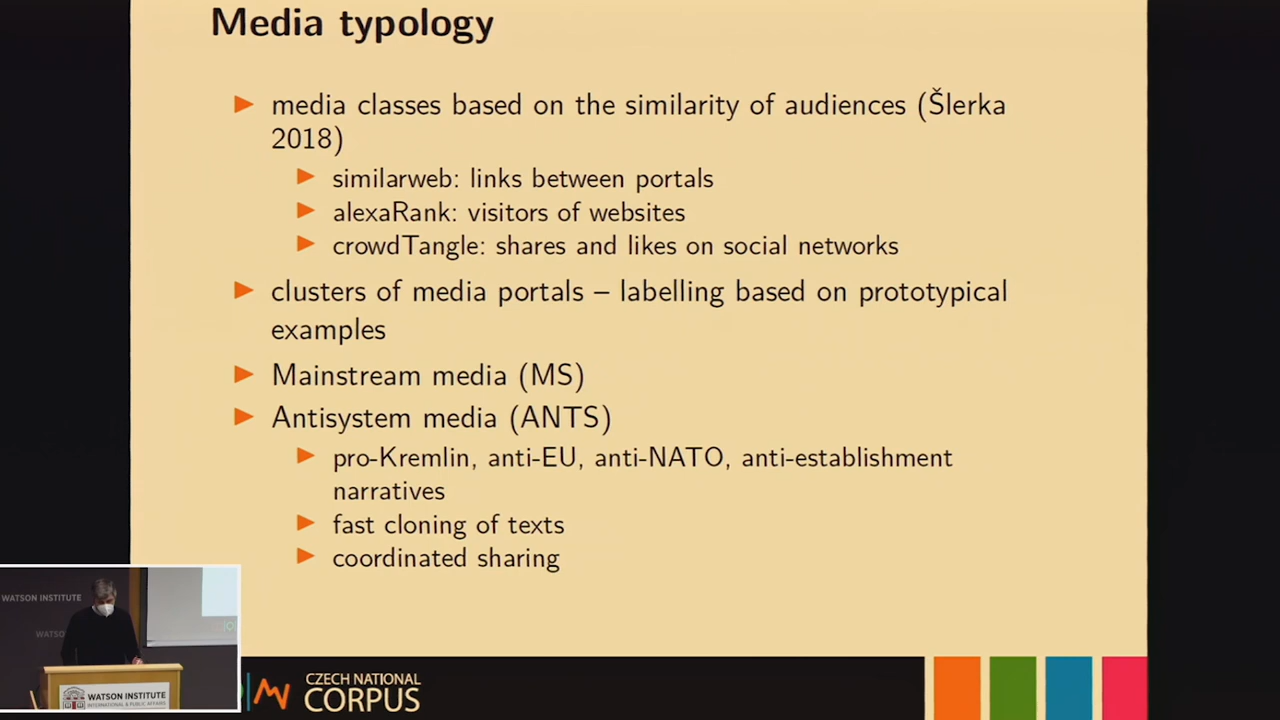 Media typology
media classes based on the similarity of audiences (Šlerka
2018)
similarweb: links between portals
alexaRank: visitors of websites
crowdTangle: shares and likes on social networks
clusters of media portals – labelling based on prototypical
examples
Mainstream media (MS)
Antisystem media (ANTS)
pro-Kremlin, anti-EU, anti-NATO, anti-establishment
narratives
fast cloning of texts
coordinated sharing
WATSON INSTITUTE
WATSON INSTITUTE
INTERNATIONAL & PUBLIC AFFAIRS
CZECH NATIONAL
CORPUS